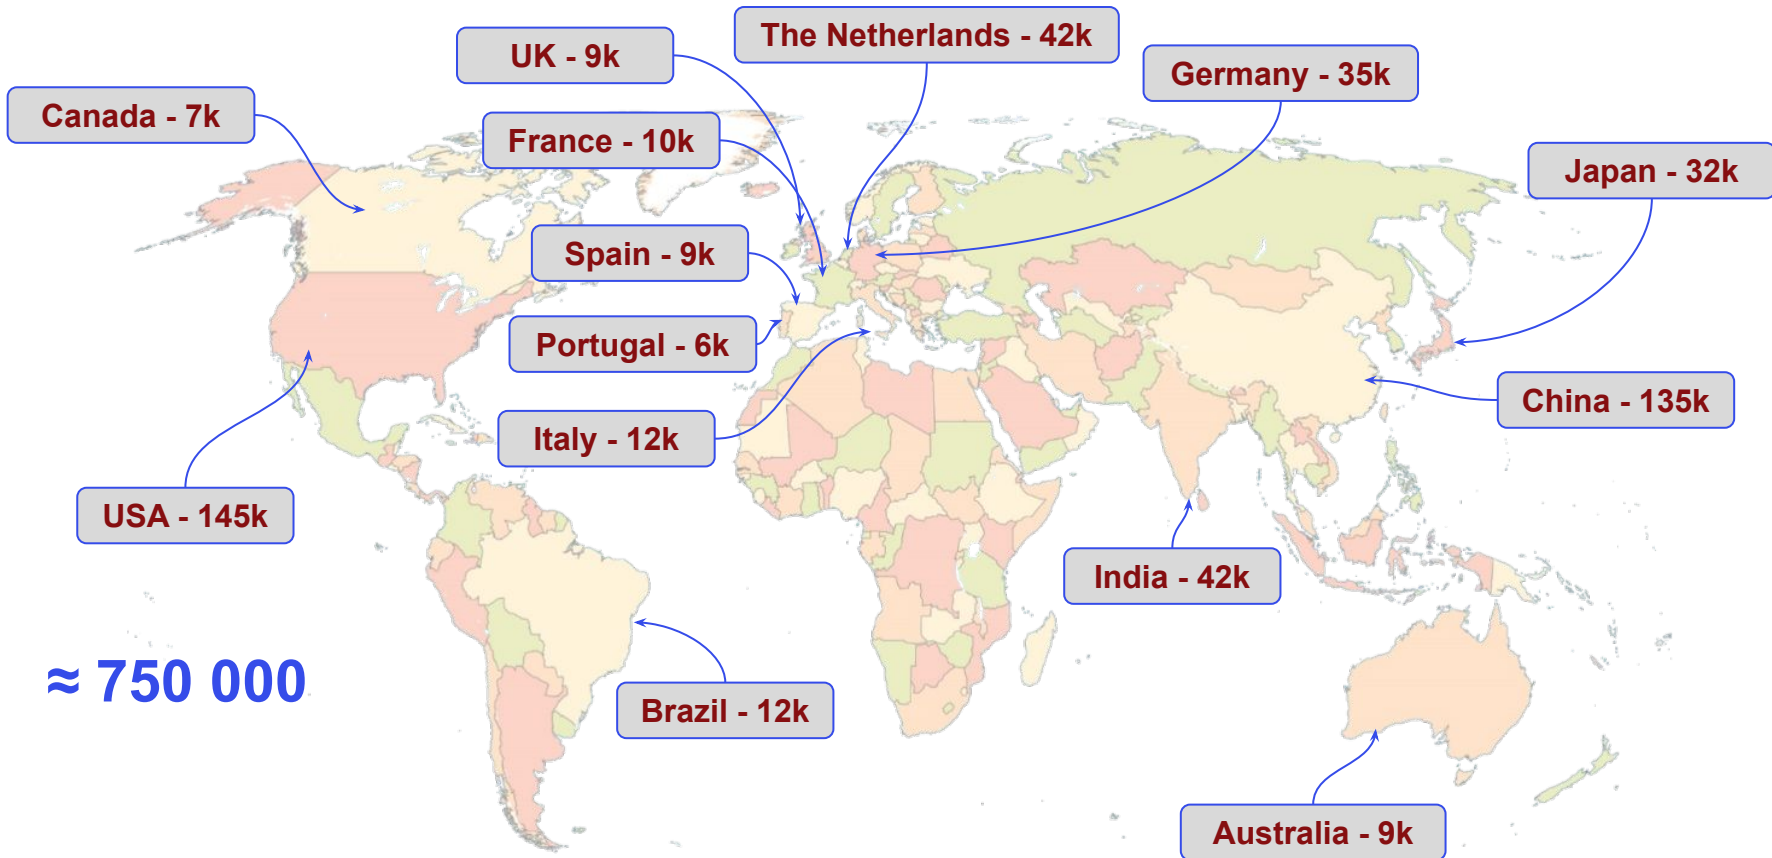 The Netherlands - 42k
UK - 9k
Germany - 35k
Canada - 7k
France - 10k
Japan - 32k
Spain - 9k
Portugal - 6k
China - 135k
Italy - 12k
USA - 145k
India - 42k
≈ 750 000
Brazil - 12k
Australia - 9k